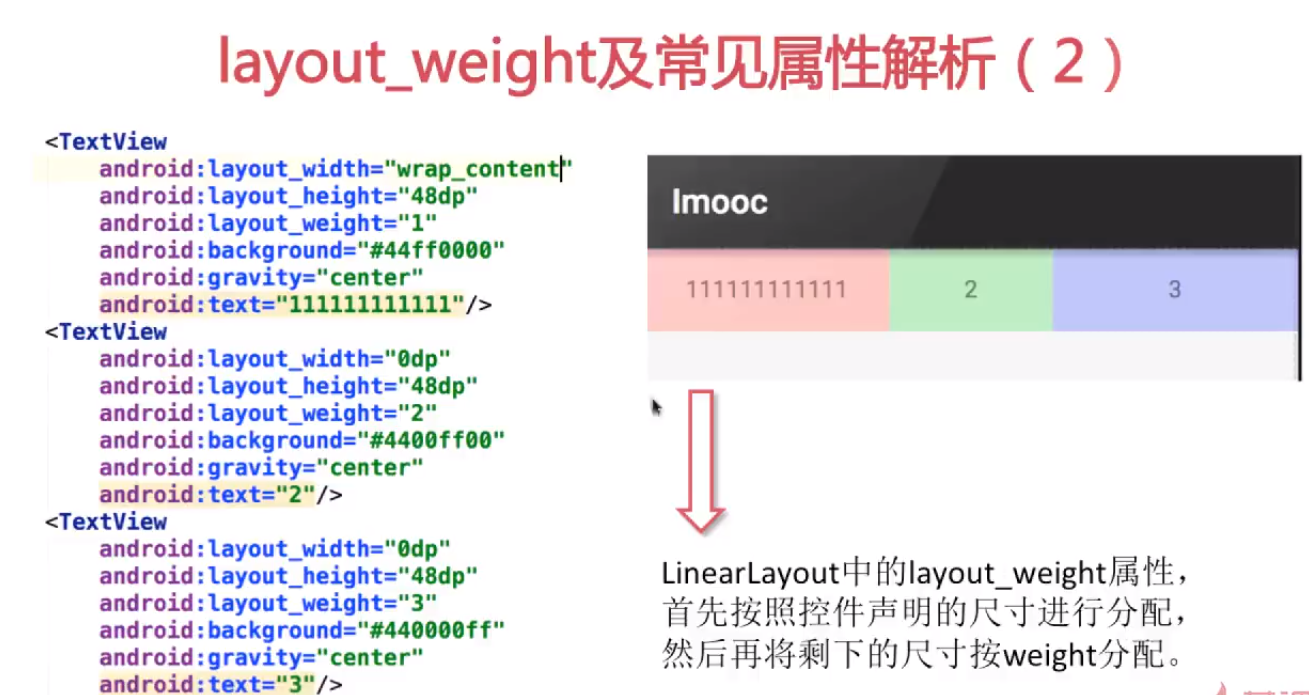 layout_weight及常见属性解析（2）
<TextView
android:layout_width="wrap_content"
android:layout_height="48dp"
android:layout_weight="1"
android:background="#44ff0000"
android:gravity="center"
android:text="111111111111"/>
<TextView
android:layout_width="0dp"
android:layout_height="48dp"
android:layout_weight="2"
android:background="#4400ff00"
android:gravity="center"
android:text="2"/>
<TextView
android:layout_width="0dp"
android:layout_height="48dp"
android:layout_weight="3"
android:background="#440000ff"
android:gravity="center"
android:text="3"/>
Imooc
111111111111 2 3
LinearLayout中的layout_weight属性，
首先按照控件声明的尺寸进行分配，
然后再将剩下的尺寸按weight分配。